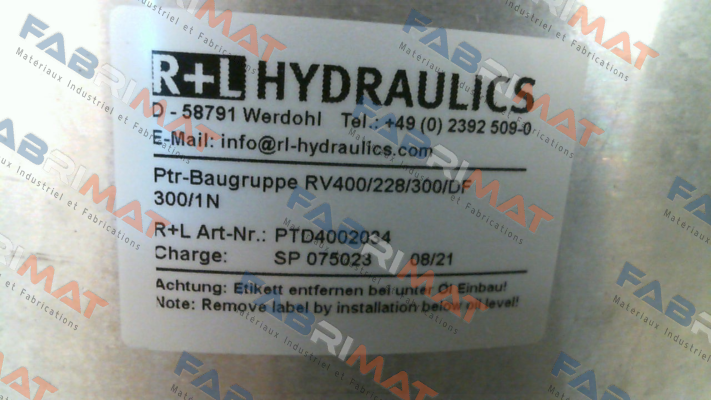 R+L HYDRAULICS
D - 58791 Werdohl Tel.: +49 (0) 2392 509-0
E-Mail: info@rl-hydraulics.com
Ptr-Baugruppe RV400/228/300/DF
300/1N
R+L Art-Nr.: PTD4002034
Charge: SP 075023 08/21
Achtung: Etikett entfernen bei unter Öl Einbau!
Note: Remove label by installation below oil level!
FABRIMAT
Materiaux Industriel et Fabrications